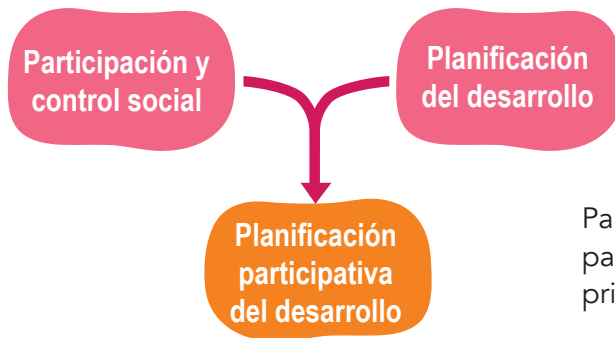 Participación y
control social
Planificación
del desarrollo
Planificación
participativa
del desarrollo